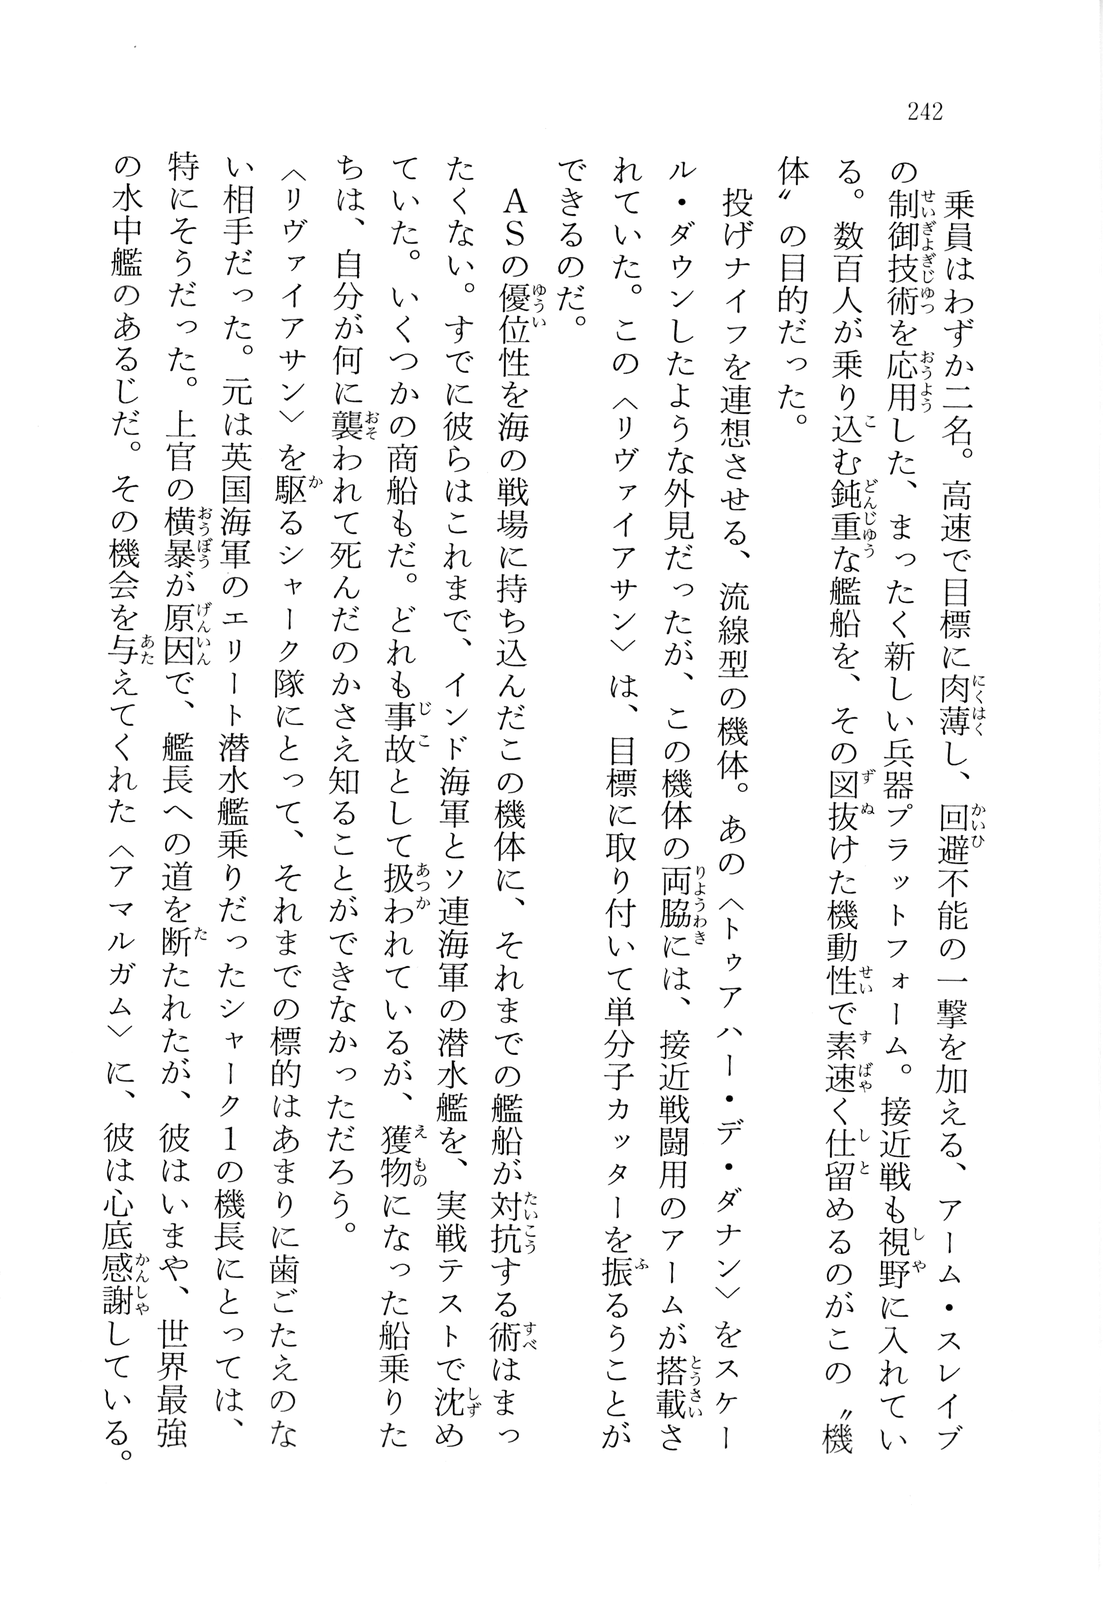 242
乗員はわずか二名。高速で目標に肉薄し、回避不能の一撃を加える、アーム・スレイブ
の制御技術を応用した、まったく新しい兵器プラットフォーム。接近戦も視野に入れてい
る。数百人が乗り込む鈍重な艦船を、その図抜けた機動性で素速く仕留めるのがこの〝機
体〟の目的だった。
投げナイフを連想させる、流線型の機体。あの〈トゥアハー・デ・ダナン〉をスケー
ル・ダウンしたような外見だったが、この機体の両脇には、接近戦闘用のアームが搭載さ
れていた。この〈リヴァイアサン〉は、目標に取り付いて単分子カッターを振るうことが
できるのだ。
ASの優位性を海の戦場に持ち込んだこの機体に、それまでの艦船が対抗する術はまっ
たくない。すでに彼らはこれまで、インド海軍とソ連海軍の潜水艦を、実戦テストで沈め
ていた。いくつかの商船もだ。どれも事故として扱われているが、獲物になった船乗りた
ちは、自分が何に襲われて死んだのかさえ知ることができなかっただろう。
〈リヴァイアサン〉を駆るシャーク隊にとって、それまでの標的はあまりに歯ごたえのな
い相手だった。元は英国海軍のエリート潜水艦乗りだったシャーク1の機長にとっては、
特にそうだった。上官の横暴が原因で、艦長への道を断たれたが、彼はいまや、世界最強
の水中艦のあるじだ。その機会を与えてくれた〈アマルガム〉に、彼は心底感謝している。